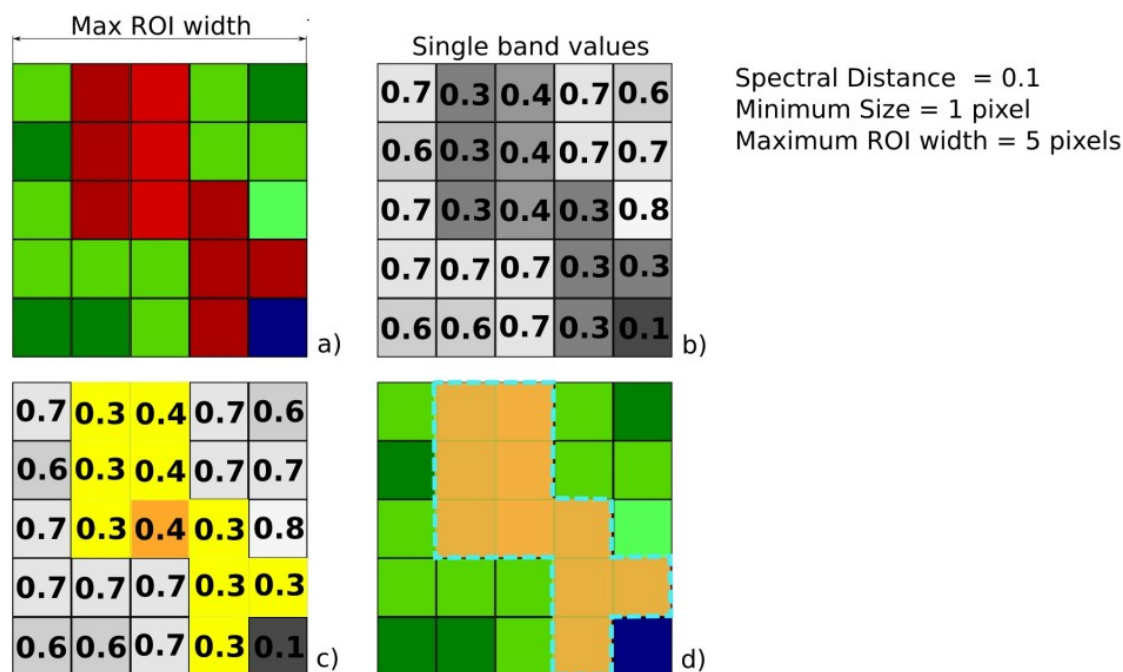 Max ROI width
Single band values
Spectral Distance = 0.1
Minimum Size = 1 pixel
Maximum ROI width = 5 pixels
0.7 0.3 0.4 0.7 0.6
0.6 0.3 0.4 0.7 0.7
0.7 0.3 0.4 0.3 0.8
0.7 0.7 0.7 0.3 0.3
0.6 0.6 0.7 0.3 0.1
a)
b)
0.7 0.3 0.4 0.7 0.6
0.6 0.3 0.4 0.7 0.7
0.7 0.3 0.4 0.3 0.8
0.7 0.7 0.7 0.3 0.3
0.6 0.6 0.7 0.3 0.1
c)
d)